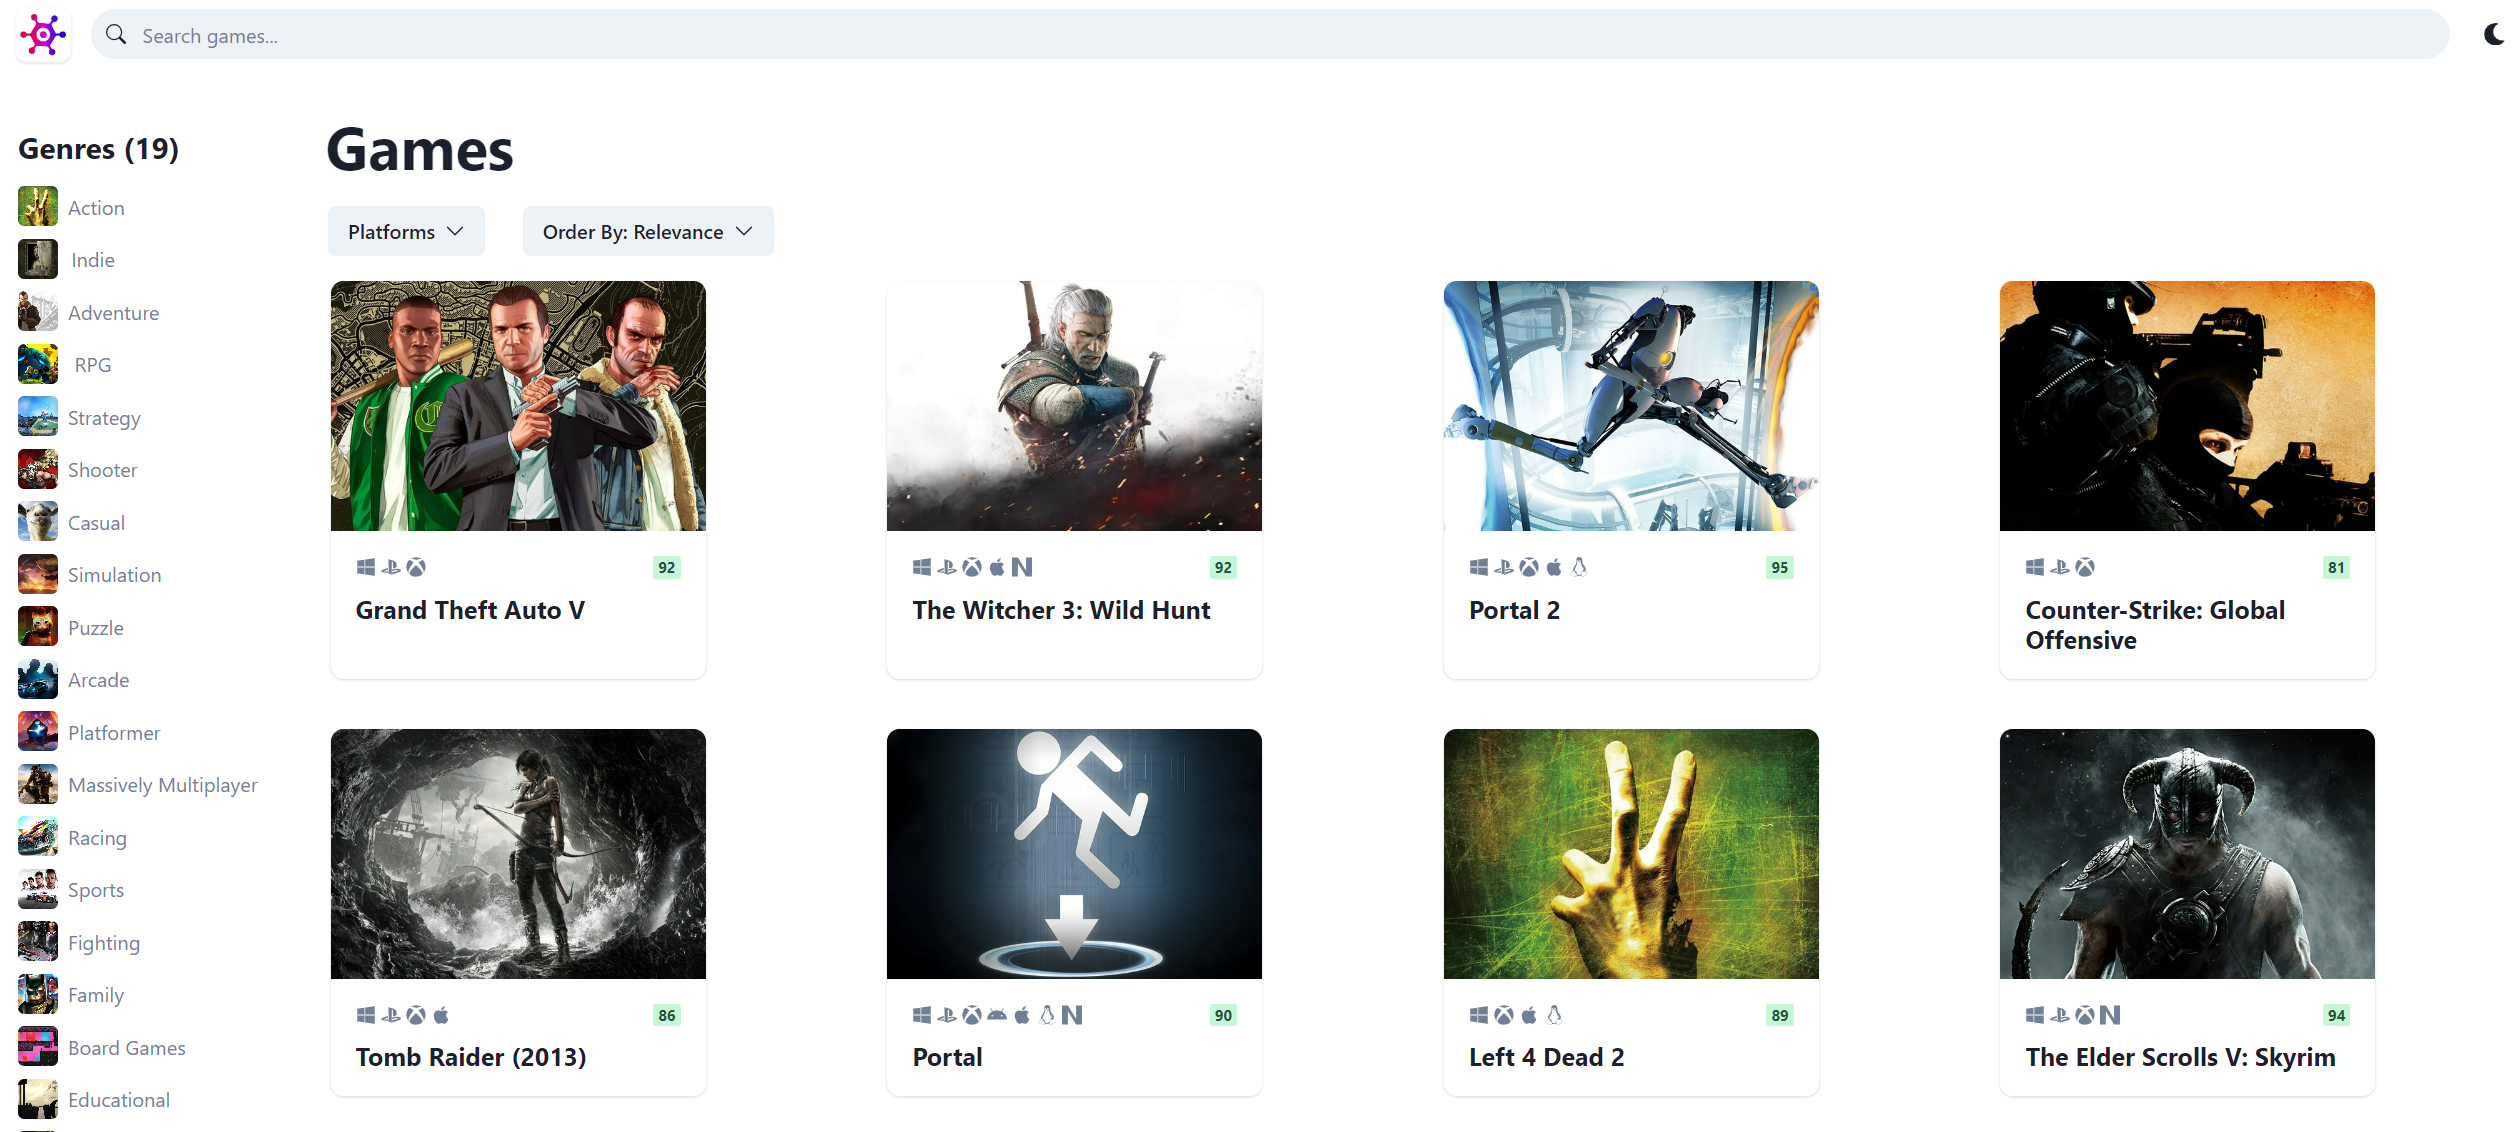 Search games...
Genres (19)
Action
Indie
Adventure
RPG
Strategy
Shooter
Casual
Simulation
Puzzle
Arcade
Platformer
Massively Multiplayer
Racing
Sports
Fighting
Family
Board Games
Educational
Games
Platforms
Order By: Relevance
92
Grand Theft Auto V
92
The Witcher 3: Wild Hunt
95
Portal 2
81
Counter-Strike: Global
Offensive
86
Tomb Raider (2013)
90
Portal
89
Left 4 Dead 2
94
The Elder Scrolls V: Skyrim